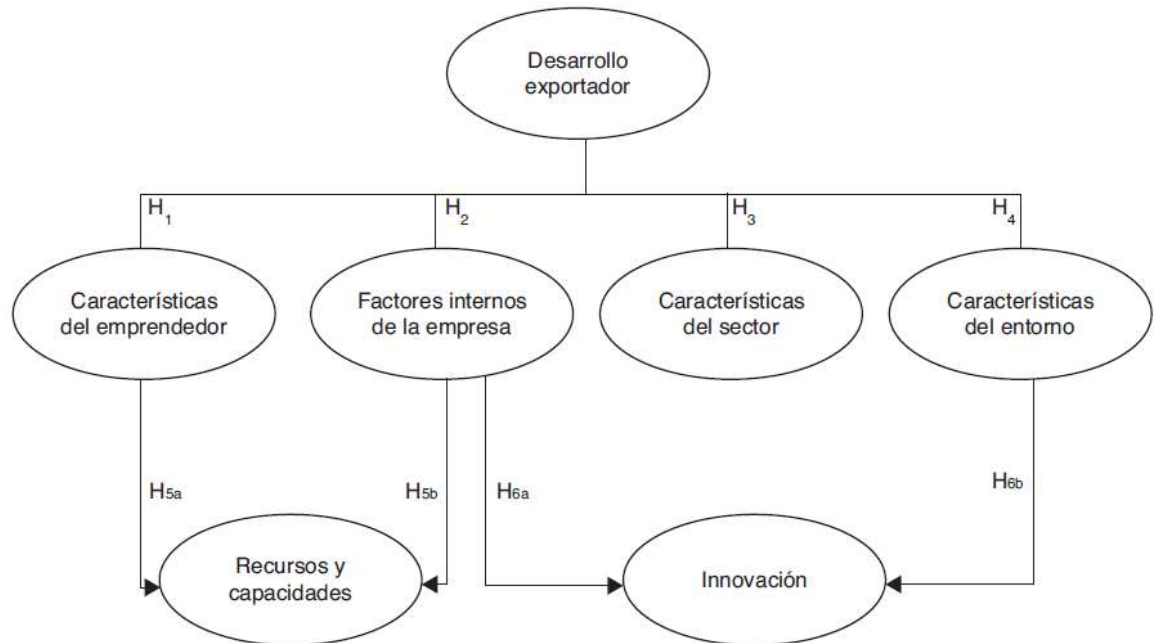 Desarrollo
exportador
H1
H2
H3
H4
Características
del emprendedor
Factores internos
de la empresa
Características
del sector
Características
del entorno
H5a
H5b
H6a
H6b
Recursos y
capacidades
Innovación